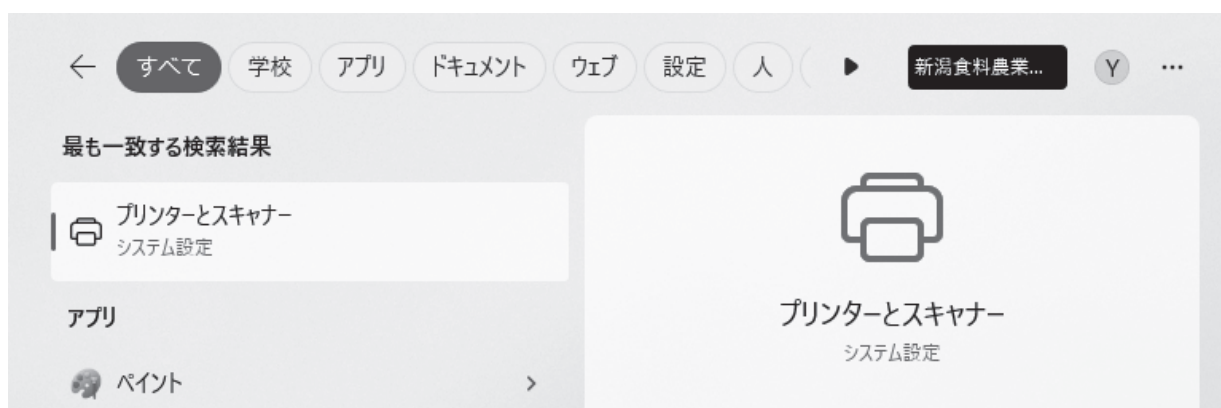 すべて 学校 アプリ ドキュメント ウェブ 設定 人 新潟食料農業... Y ...
最も一致する検索結果
プリンターとスキャナー
システム設定
アプリ
ペイント
プリンターとスキャナー
システム設定